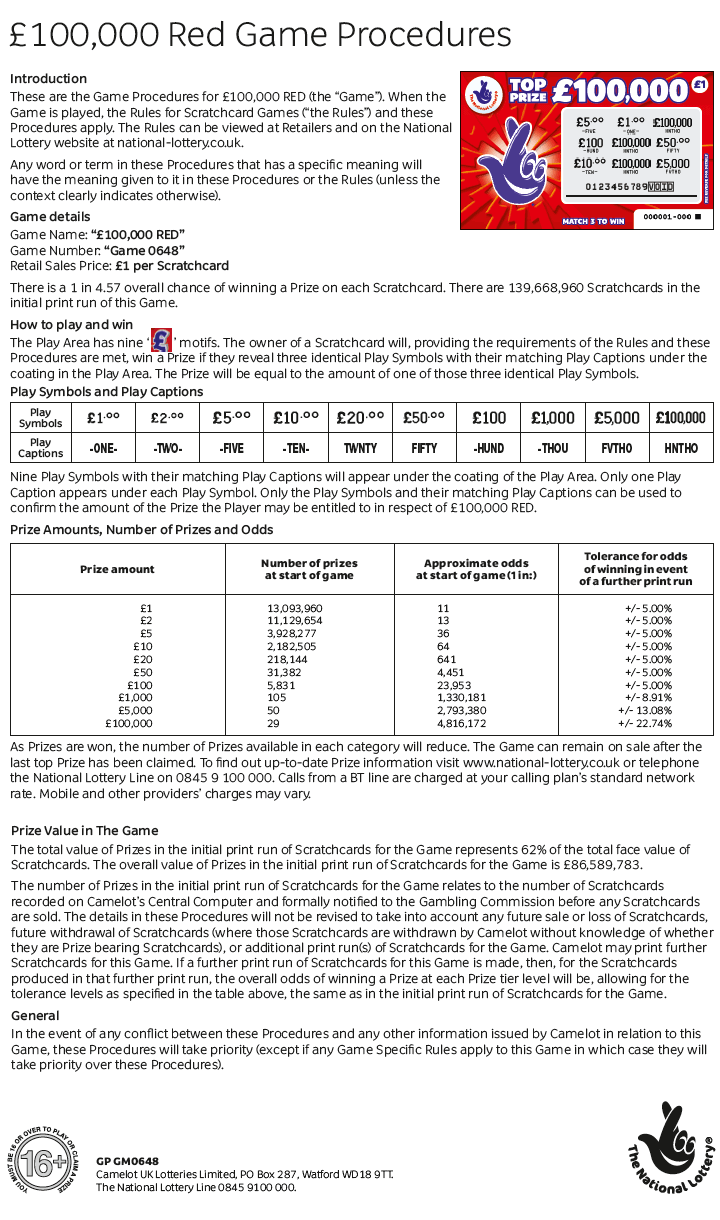 £100,000 Red Game Procedures
Introduction
These are the Game Procedures for £100,000 RED (the “Game”). When the
Game is played, the Rules for Scratchcard Games (“the Rules”) and these
Procedures apply. The Rules can be viewed at Retailers and on the National
Lottery website at national-lottery.co.uk.
Any word or term in these Procedures that has a specific meaning will
have the meaning given to it in these Procedures or the Rules (unless the
context clearly indicates otherwise).
TOP PRIZE £100,000 £1
£5.00 £1.00 £100,000
-FIVE -ONE- HNTHO
£100 £100,000 £50.00
-HUND HNTHO FIFTY
£10.00 £100,000 £5,000
-TEN- HNTHO FVTHO
0123456789VOID
MATCH 3 TO WIN
000001-000
Game details
Game Name: “£100,000 RED”
Game Number: “Game 0648”
Retail Sales Price: £1 per Scratchcard
There is a 1 in 4.57 overall chance of winning a Prize on each Scratchcard. There are 139,668,960 Scratchcards in the
initial print run of this Game.
How to play and win
The Play Area has nine ‘£’ motifs. The owner of a Scratchcard will, providing the requirements of the Rules and these
Procedures are met, win a Prize if they reveal three identical Play Symbols with their matching Play Captions under the
coating in the Play Area. The Prize will be equal to the amount of one of those three identical Play Symbols.
Play Symbols and Play Captions
Play Symbols £1.00 £2.00 £5.00 £10.00 £20.00 £50.00 £100 £1,000 £5,000 £100,000
Play Captions -ONE- -TWO- -FIVE -TEN- TWNTY FIFTY -HUND -THOU FVTHO HNTHO
Nine Play Symbols with their matching Play Captions will appear under the coating of the Play Area. Only one Play
Caption appears under each Play Symbol. Only the Play Symbols and their matching Play Captions can be used to
confirm the amount of the Prize the Player may be entitled to in respect of £100,000 RED.
Prize Amounts, Number of Prizes and Odds
Prize amount Number of prizes at start of game Approximate odds at start of game (1 in:) Tolerance for odds of winning in event of a further print run
£1 13,093,960 11 +/- 5.00%
£2 11,129,654 13 +/- 5.00%
£5 3,928,277 36 +/- 5.00%
£10 2,182,505 64 +/- 5.00%
£20 218,144 641 +/- 5.00%
£50 31,382 4,451 +/- 5.00%
£100 5,831 23,953 +/- 5.00%
£1,000 105 1,330,181 +/- 8.91%
£5,000 50 2,793,380 +/- 13.08%
£100,000 29 4,816,172 +/- 22.74%
As Prizes are won, the number of Prizes available in each category will reduce. The Game can remain on sale after the
last top Prize has been claimed. To find out up-to-date Prize information visit www.national-lottery.co.uk or telephone
the National Lottery Line on 0845 9 100 000. Calls from a BT line are charged at your calling plan’s standard network
rate. Mobile and other providers’ charges may vary.
Prize Value in The Game
The total value of Prizes in the initial print run of Scratchcards for the Game represents 62% of the total face value of
Scratchcards. The overall value of Prizes in the initial print run of Scratchcards for the Game is £86,589,783.
The number of Prizes in the initial print run of Scratchcards for the Game relates to the number of Scratchcards
recorded on Camelot’s Central Computer and formally notified to the Gambling Commission before any Scratchcards
are sold. The details in these Procedures will not be revised to take into account any future sale or loss of Scratchcards,
future withdrawal of Scratchcards (where those Scratchcards are withdrawn by Camelot without knowledge of whether
they are Prize bearing Scratchcards), or additional print run(s) of Scratchcards for the Game. Camelot may print further
Scratchcards for this Game. If a further print run of Scratchcards for this Game is made, then, for the Scratchcards
produced in that further print run, the overall odds of winning a Prize at each Prize tier level will be, allowing for the
tolerance levels as specified in the table above, the same as in the initial print run of Scratchcards for the Game.
General
In the event of any conflict between these Procedures and any other information issued by Camelot in relation to this
Game, these Procedures will take priority (except if any Game Specific Rules apply to this Game in which case they will
take priority over these Procedures).
YOU MUST BE 16 OR OVER TO PLAY OR CLAIM A PRIZE
16+
GP GM0648
Camelot UK Lotteries Limited, PO Box 287, Watford WD18 9TT.
The National Lottery Line 0845 9100 000.
The National Lottery®